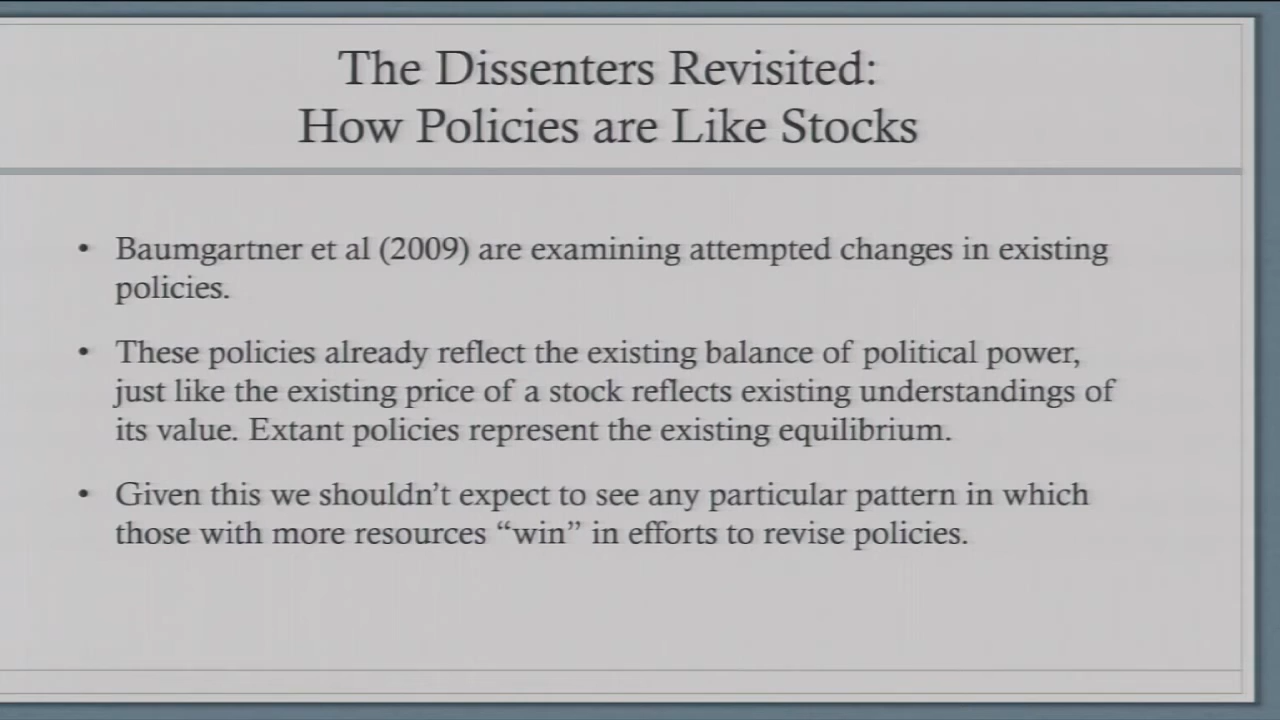 The Dissenters Revisited:
How Policies are Like Stocks
• Baumgartner et al (2009) are examining attempted changes in existing
policies.
• These policies already reflect the existing balance of political power,
just like the existing price of a stock reflects existing understandings of
its value. Extant policies represent the existing equilibrium.
• Given this we shouldn’t expect to see any particular pattern in which
those with more resources “win” in efforts to revise policies.